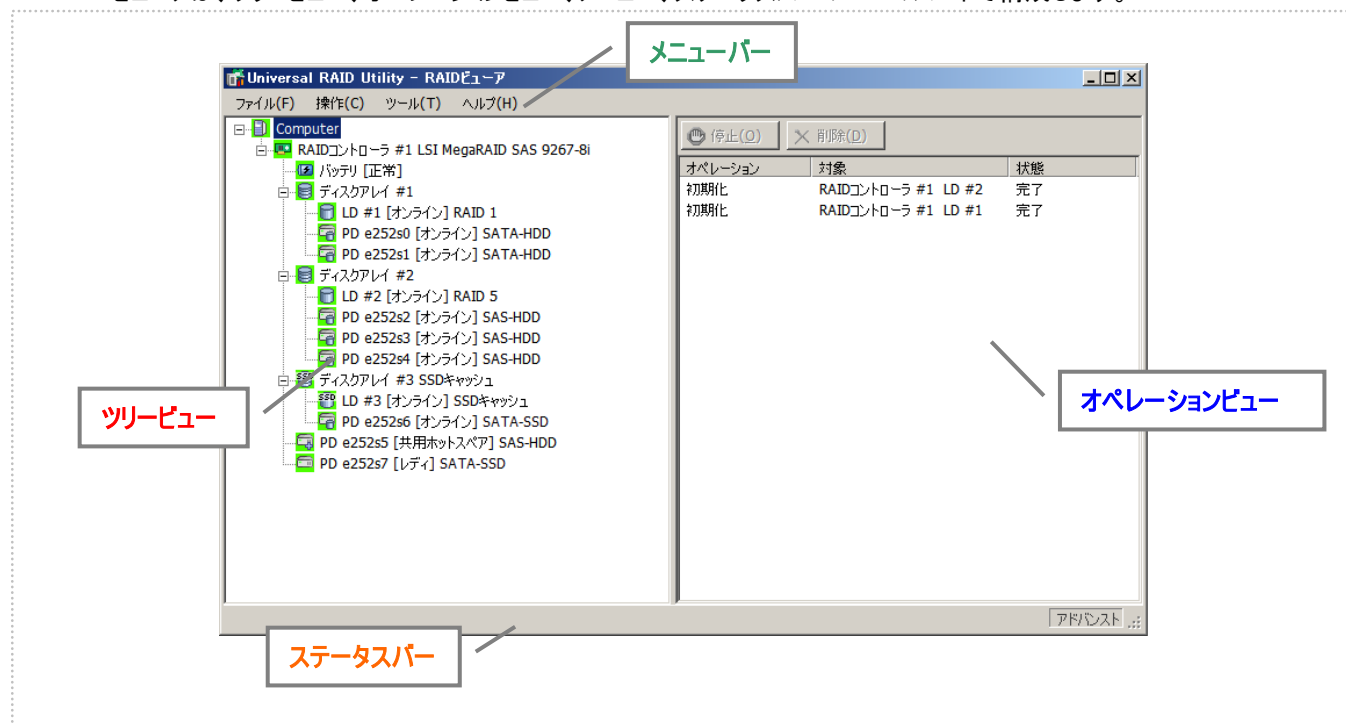 メニューバー
Universal RAID Utility - RAIDビューア
ファイル(F) 操作(C) ツール(T) ヘルプ(H)
Computer
RAIDコントローラ #1 LSI MegaRAID SAS 9267-8i
バッテリ [正常]
ディスクアレイ #1
LD #1 [オンライン] RAID 1
PD e252s0 [オンライン] SATA-HDD
PD e252s1 [オンライン] SATA-HDD
ディスクアレイ #2
LD #2 [オンライン] RAID 5
PD e252s2 [オンライン] SAS-HDD
PD e252s3 [オンライン] SAS-HDD
PD e252s4 [オンライン] SAS-HDD
ディスクアレイ #3 SSDキャッシュ
LD #3 [オンライン] SSDキャッシュ
PD e252s6 [オンライン] SATA-SSD
PD e252s5 [共用ホットスペア] SAS-HDD
PD e252s7 [レディ] SATA-SSD
停止(O) 削除(D)
オペレーション 対象 状態
初期化 RAIDコントローラ #1 LD #2 完了
初期化 RAIDコントローラ #1 LD #1 完了
ツリービュー
オペレーションビュー
アドバンスト
ステータスバー